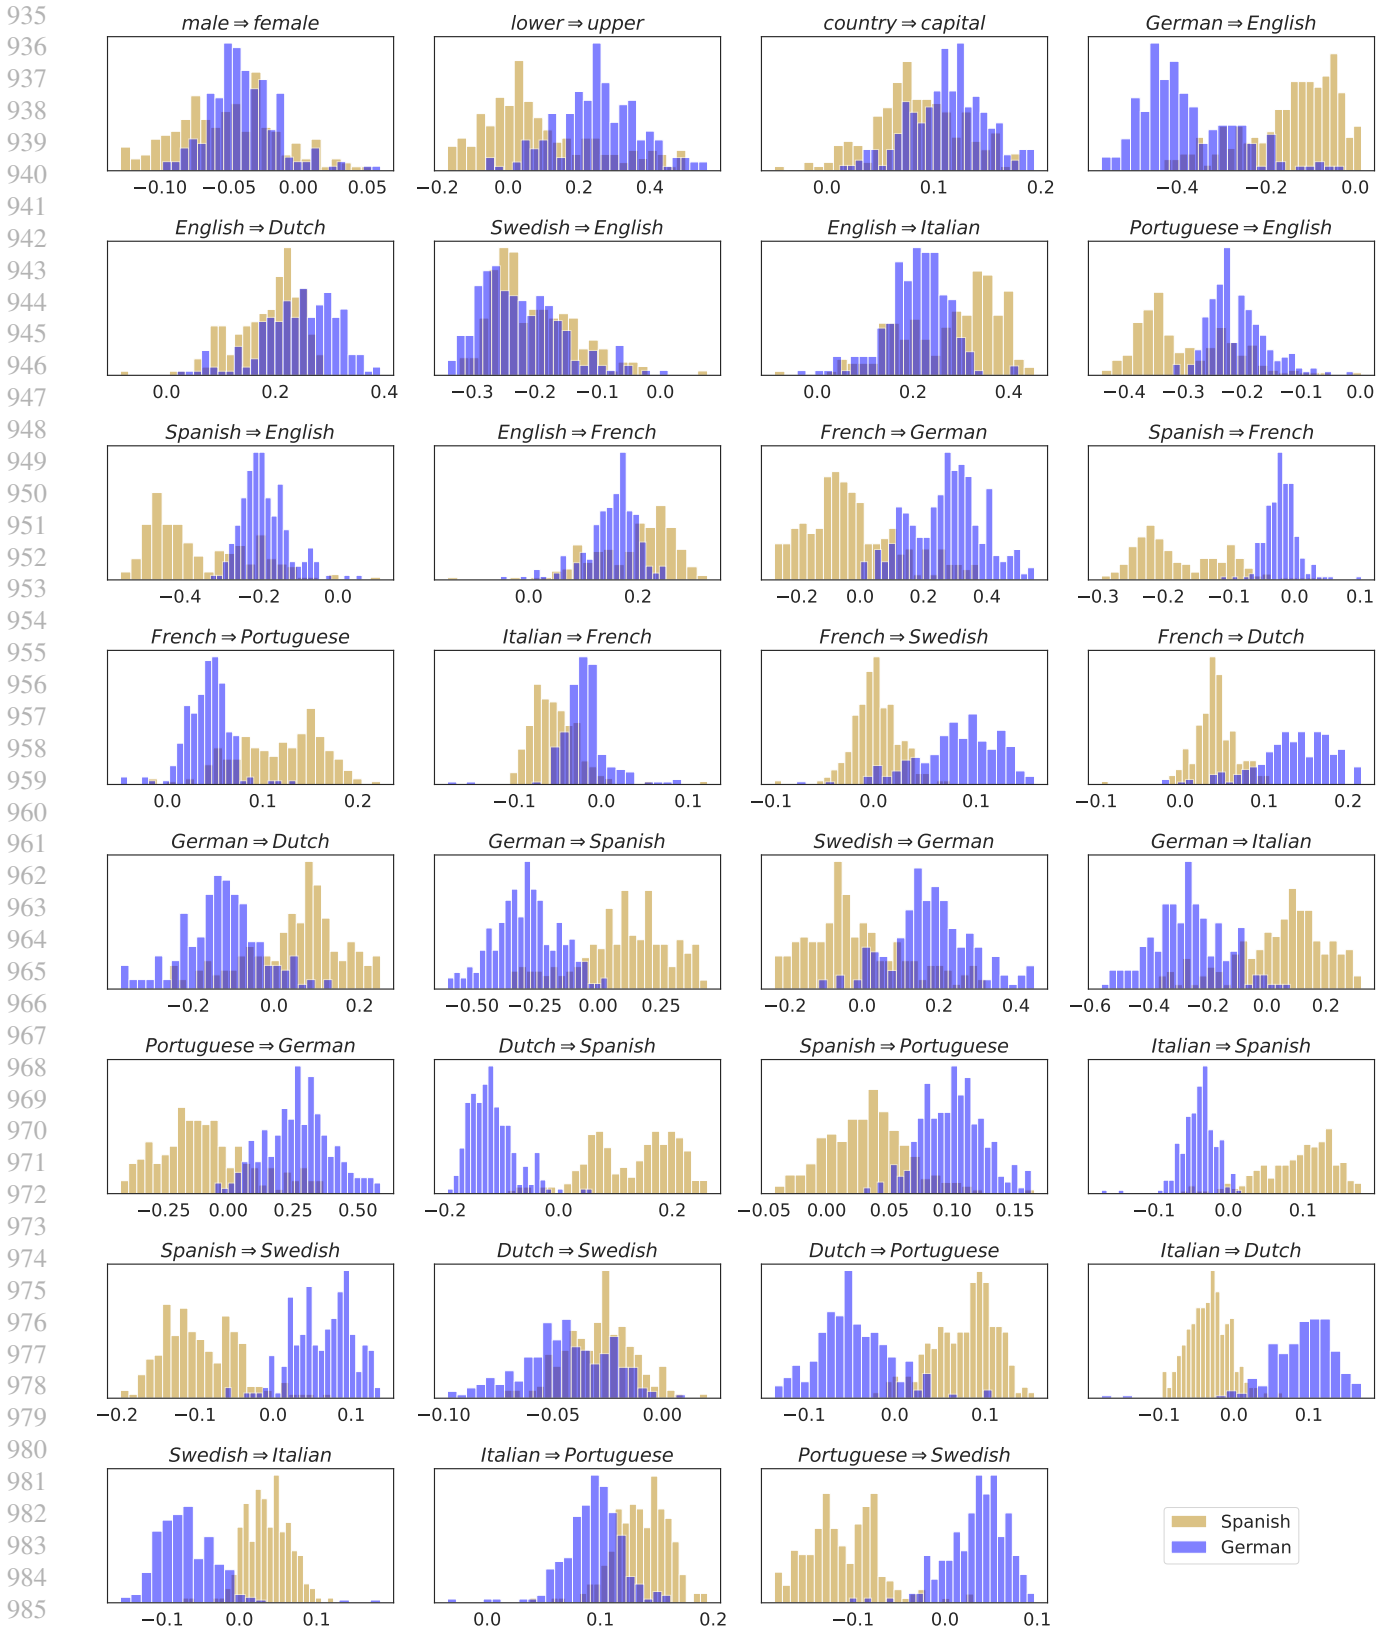 935
936
937
938
939
940
941
942
943
944
945
946
947
948
949
950
951
952
953
954
955
956
957
958
959
960
961
962
963
964
965
966
967
968
969
970
971
972
973
974
975
976
977
978
979
980
981
982
983
984
985
male ⇒ female
−0.10 −0.05 0.00 0.05
lower ⇒ upper
−0.2 0.0 0.2 0.4
country ⇒ capital
0.0 0.1 0.2
German ⇒ English
−0.4 −0.2 0.0
English ⇒ Dutch
0.0 0.2 0.4
Swedish ⇒ English
−0.3 −0.2 −0.1 0.0
English ⇒ Italian
0.0 0.2 0.4
Portuguese ⇒ English
−0.4 −0.3 −0.2 −0.1 0.0
Spanish ⇒ English
−0.4 −0.2 0.0
English ⇒ French
0.0 0.2
French ⇒ German
−0.2 0.0 0.2 0.4
Spanish ⇒ French
−0.3 −0.2 −0.1 0.0 0.1
French ⇒ Portuguese
0.0 0.1 0.2
Italian ⇒ French
−0.1 0.0 0.1
French ⇒ Swedish
−0.1 0.0 0.1
French ⇒ Dutch
−0.1 0.0 0.1 0.2
German ⇒ Dutch
−0.2 0.0 0.2
German ⇒ Spanish
−0.50 −0.25 0.00 0.25
Swedish ⇒ German
−0.2 0.0 0.2 0.4
German ⇒ Italian
−0.6 −0.4 −0.2 0.0 0.2
Portuguese ⇒ German
−0.25 0.00 0.25 0.50
Dutch ⇒ Spanish
−0.2 0.0 0.2
Spanish ⇒ Portuguese
−0.05 0.00 0.05 0.10 0.15
Italian ⇒ Spanish
−0.1 0.0 0.1
Spanish ⇒ Swedish
−0.2 −0.1 0.0 0.1
Dutch ⇒ Swedish
−0.10 −0.05 0.00
Dutch ⇒ Portuguese
−0.1 0.0 0.1
Italian ⇒ Dutch
−0.1 0.0 0.1
Swedish ⇒ Italian
−0.1 0.0 0.1
Italian ⇒ Portuguese
0.0 0.1 0.2
Portuguese ⇒ Swedish
−0.1 0.0 0.1
Spanish
German